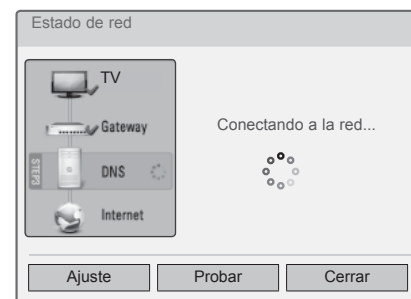 Estado de red
TV
Gateway
Conectando a la red...
STEP3
DNS
Internet
Ajuste
Probar
Cerrar